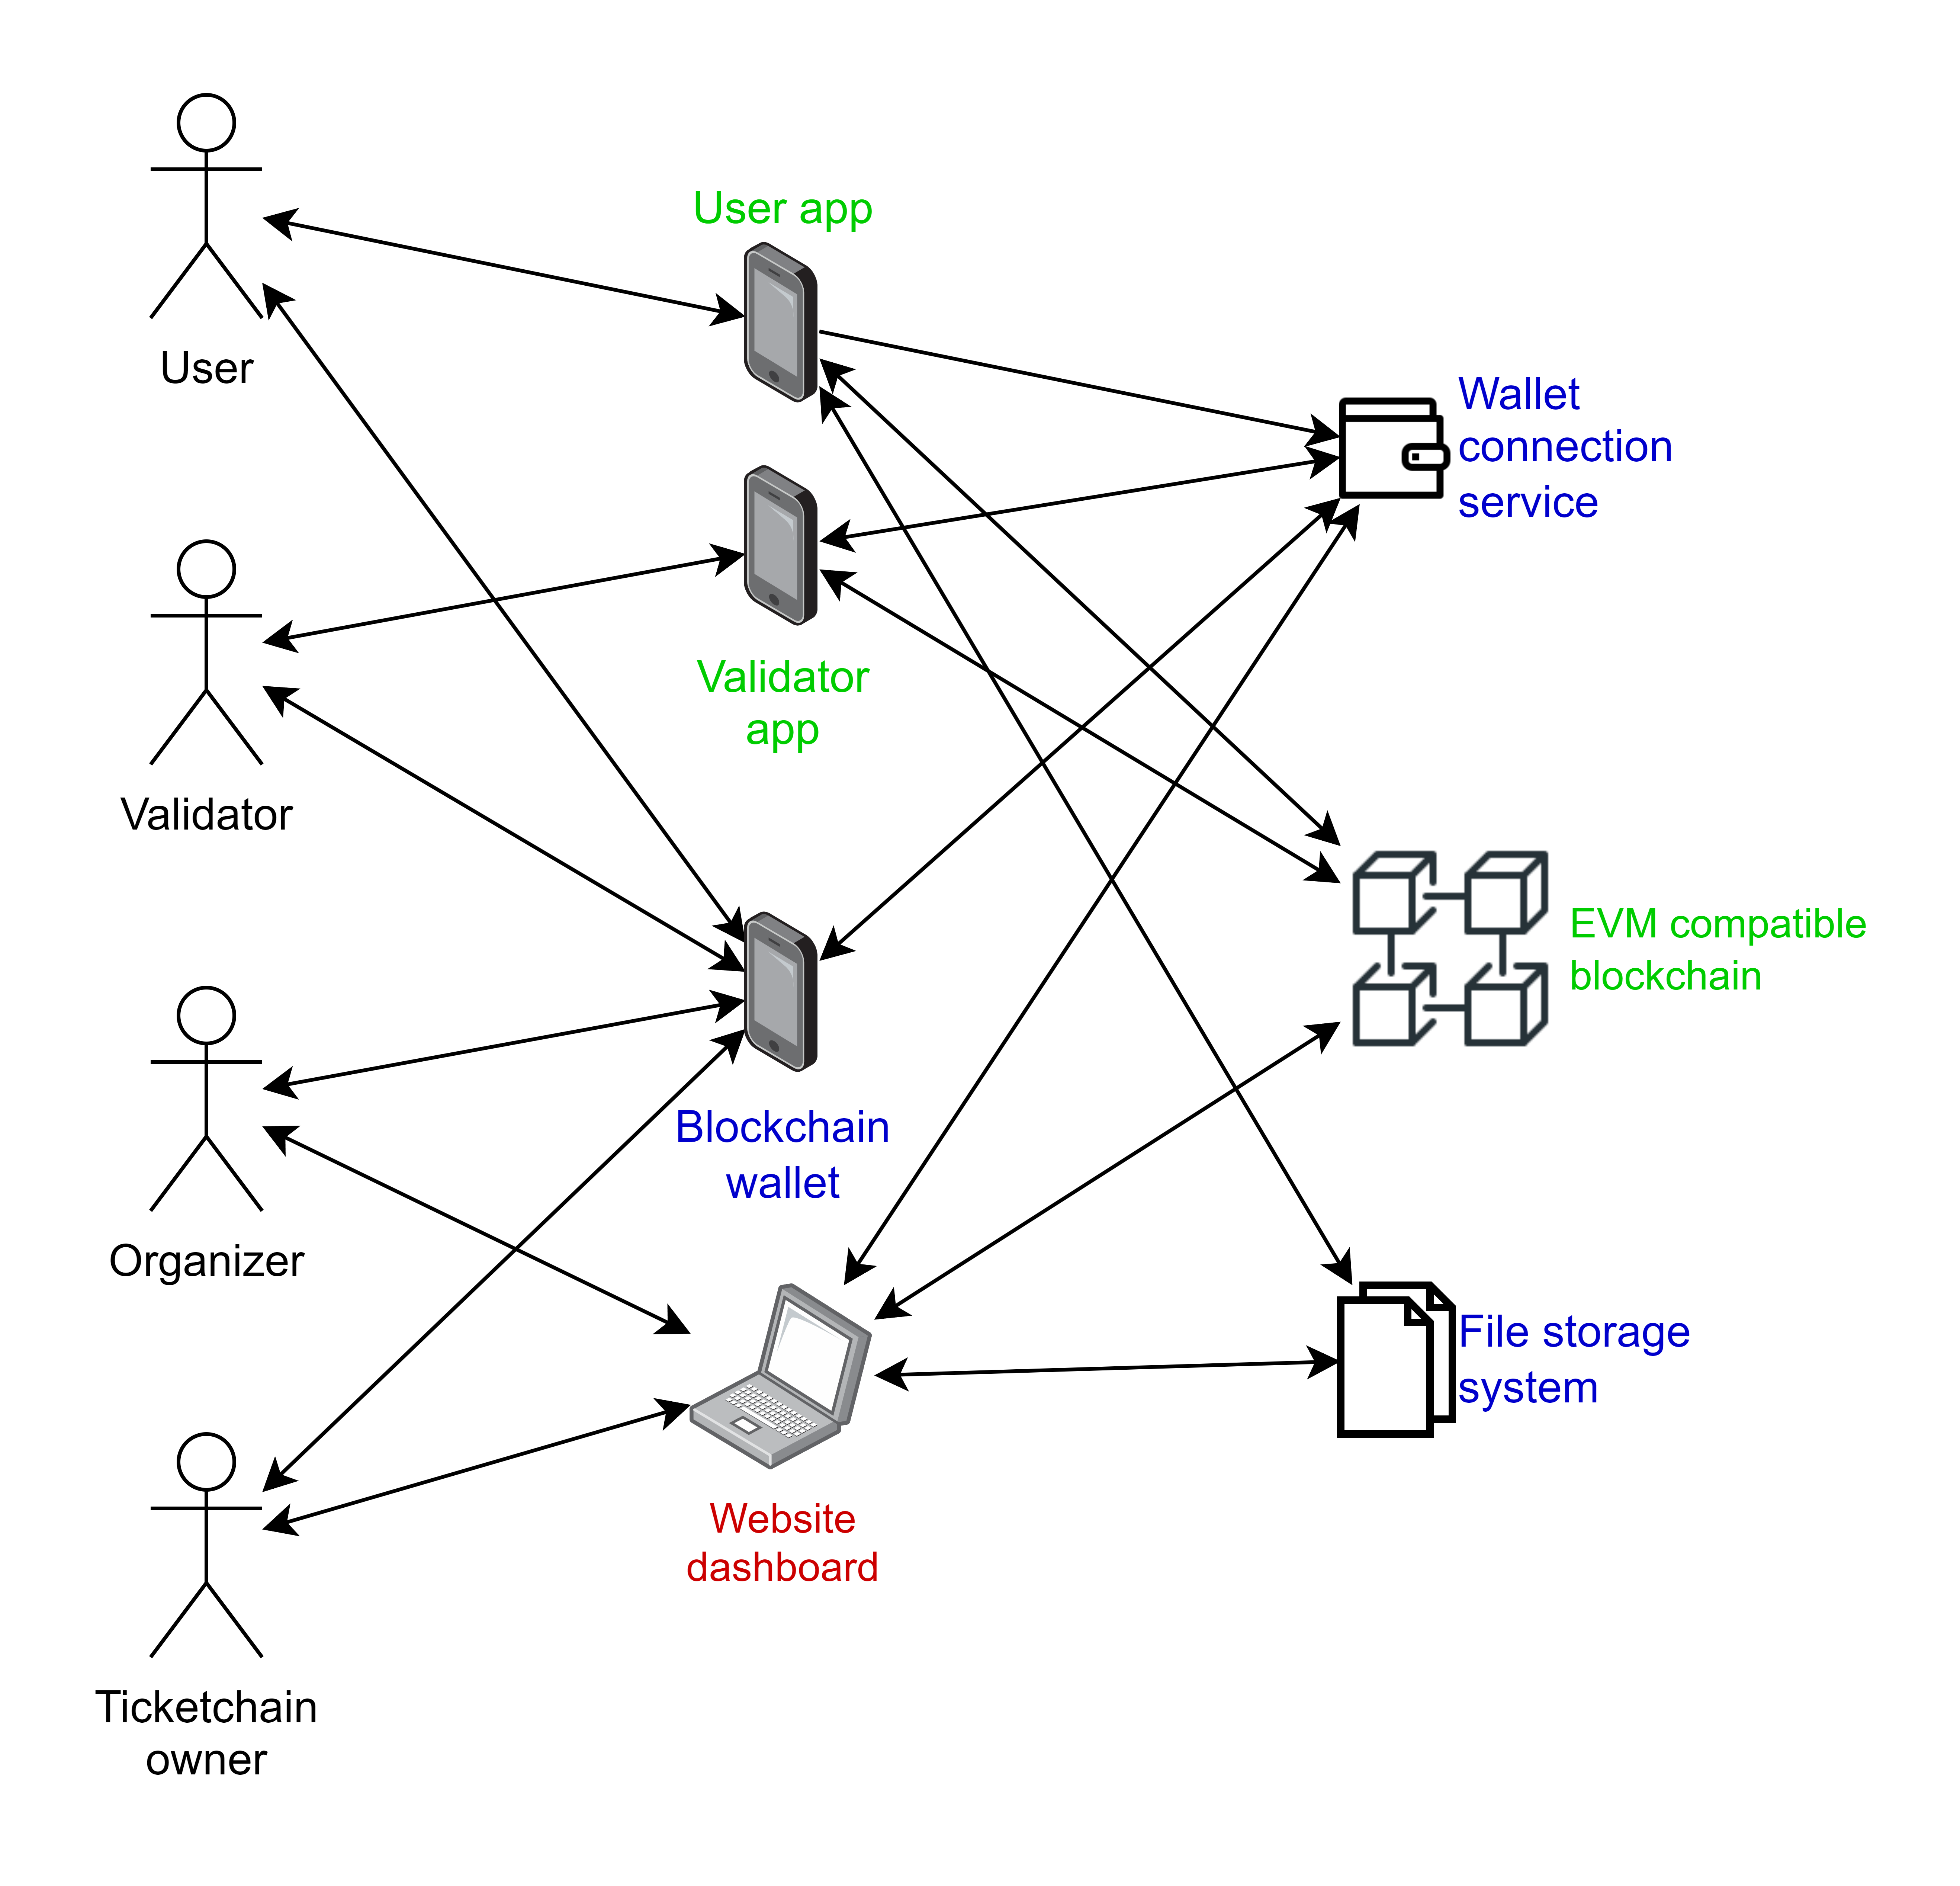 User app
User
Wallet
connection
service
Validator
app
Validator
EVM compatible
blockchain
Blockchain
wallet
Organizer
File storage
system
Website
dashboard
Ticketchain
owner